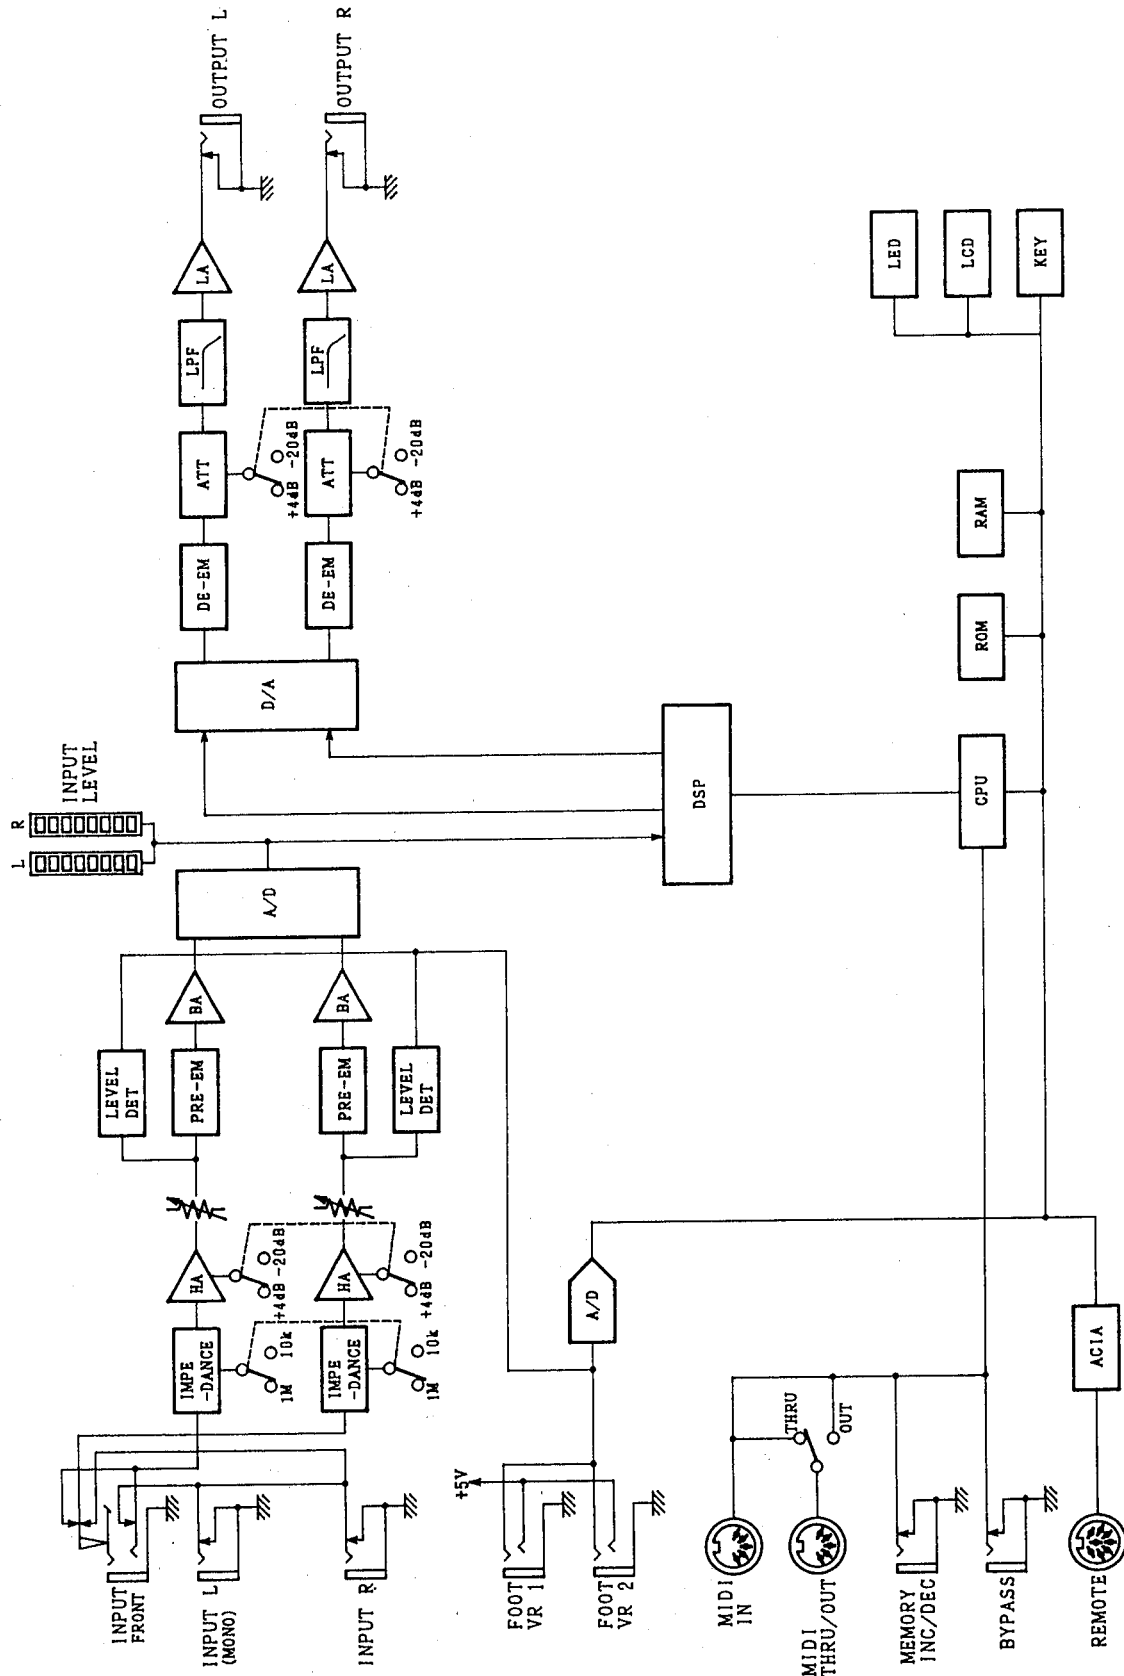 INPUT
FRONT
INPUT L
(MONO)
INPUT R
IMPE
-DANCE
1M
10k
IMPE
-DANCE
1M
10k
HA
+4dB
-20dB
HA
+4dB
-20dB
LEVEL
DET
PRE-EM
PRE-EM
LEVEL
DET
BA
BA
A/D
L
R
INPUT
LEVEL
D/A
DE-EM
DE-EM
ATT
+4dB
-20dB
ATT
+4dB
-20dB
LPF
LPF
LA
LA
OUTPUT L
OUTPUT R
FOOT
VR 1
+5V
FOOT
VR 2
A/D
DSP
MIDI
IN
MIDI
THRU/OUT
THRU
OUT
MEMORY
INC/DEC
BYPASS
REMOTE
ACIA
CPU
ROM
RAM
LED
LCD
KEY